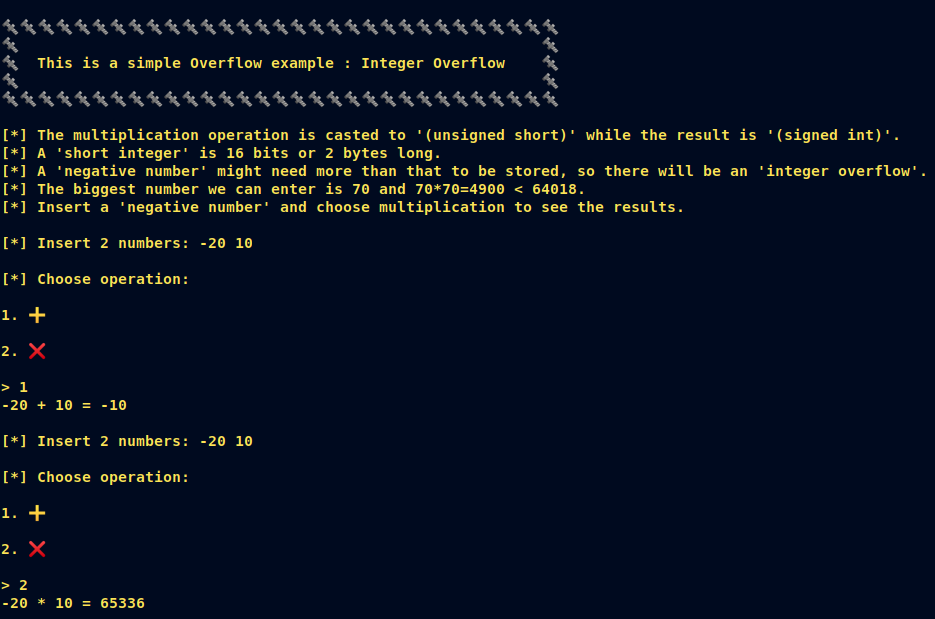 This is a simple Overflow example : Integer Overflow
[*] The multiplication operation is casted to '(unsigned short)' while the result is '(signed int)'.
[*] A 'short integer' is 16 bits or 2 bytes long.
[*] A 'negative number' might need more than that to be stored, so there will be an 'integer overflow'.
[*] The biggest number we can enter is 70 and 70*70=4900 < 64018.
[*] Insert a 'negative number' and choose multiplication to see the results.
[*] Insert 2 numbers: -20 10
[*] Choose operation:
1. ➕
2. ❌
> 1
-20 + 10 = -10
[*] Insert 2 numbers: -20 10
[*] Choose operation:
1. ➕
2. ❌
> 2
-20 * 10 = 65336